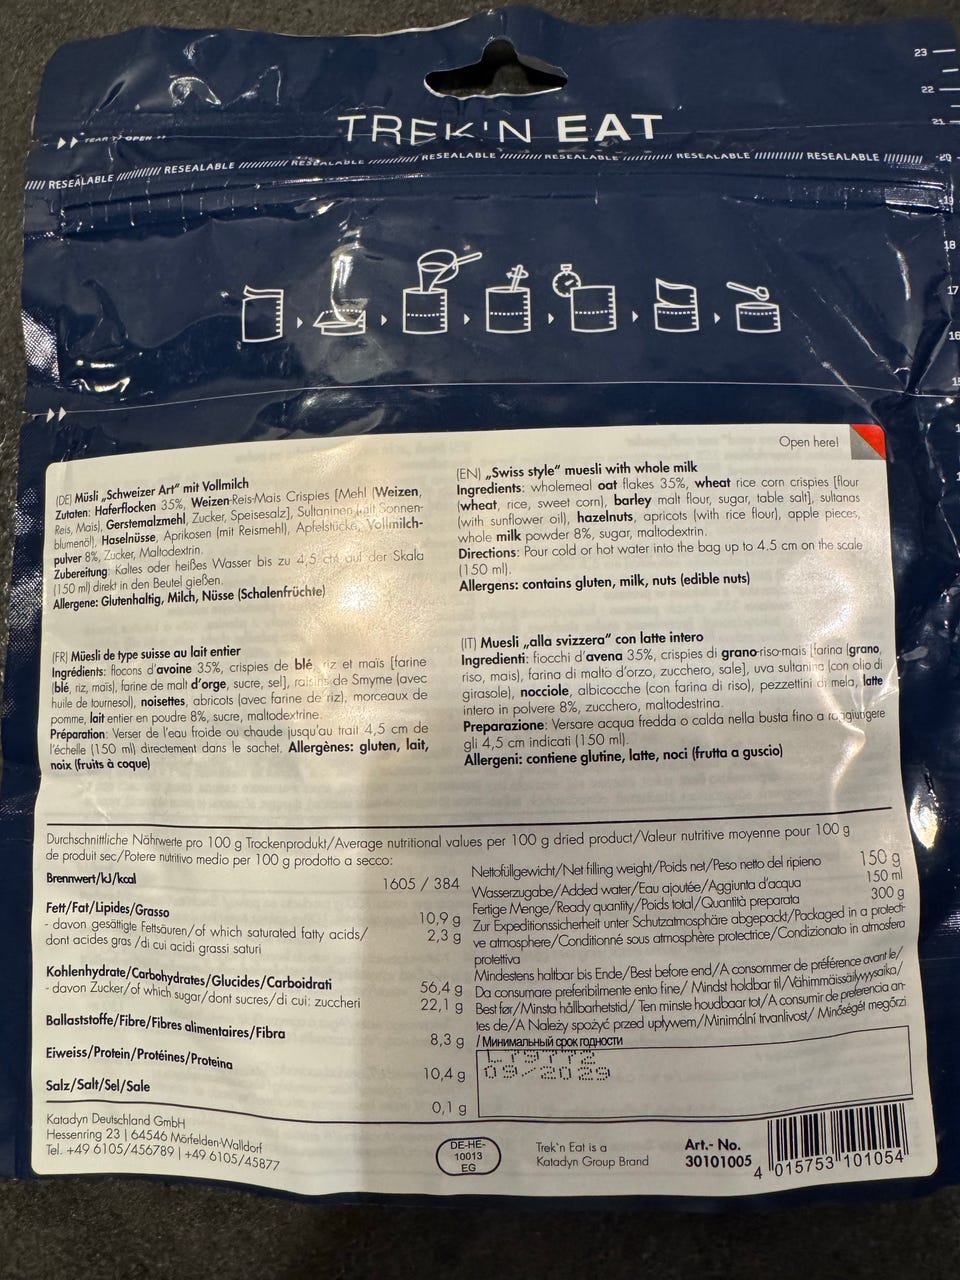 TREK'N EAT
TEAR TO OPEN
RESEALABLE RESEALABLE RESEALABLE RESEALABLE RESEALABLE RESEALABLE RESEALABLE
23
22
21
20
19
18
17
16
Open here!
(DE) Müsli „Schweizer Art" mit Vollmilch
Zutaten: Haferflocken 35%, Weizen-Reis-Mais Crispies [Mehl (Weizen,
Reis, Mais), Gerstemalzmehl, Zucker, Speisesalz], Sultaninen (mit Sonnen-
blumenöl), Haselnüsse, Aprikosen (mit Reismehl), Apfelstücke, Vollmilch-
pulver 8%, Zucker, Maltodextrin.
Zubereitung: Kaltes oder heißes Wasser bis zu 4,5 cm auf der Skala
(150 ml) direkt in den Beutel gießen.
Allergene: Glutenhaltig, Milch, Nüsse (Schalenfrüchte)
(EN) „Swiss style" muesli with whole milk
Ingredients: wholemeal oat flakes 35%, wheat rice corn crispies [flour
(wheat, rice, sweet corn), barley malt flour, sugar, table salt], sultanas
(with sunflower oil), hazelnuts, apricots (with rice flour), apple pieces,
whole milk powder 8%, sugar, maltodextrin.
Directions: Pour cold or hot water into the bag up to 4.5 cm on the scale
(150 ml).
Allergens: contains gluten, milk, nuts (edible nuts)
(FR) Müesli de type suisse au lait entier
Ingrédients: flocons d'avoine 35%, crispies de blé, riz et maïs [farine
(blé, riz, maïs), farine de malt d'orge, sucre, sel], raisins de Smyrne (avec
huile de tournesol), noisettes, abricots (avec farine de riz), morceaux de
pomme, lait entier en poudre 8%, sucre, maltodextrine.
Préparation: Verser de l'eau froide ou chaude jusqu'au trait 4,5 cm de
l'échelle (150 ml) directement dans le sachet. Allergènes: gluten, lait,
noix (fruits à coque)
(IT) Muesli „alla svizzera" con latte intero
Ingredienti: fiocchi d'avena 35%, crispies di grano-riso-mais [farina (grano,
riso, mais), farina di malto d'orzo, zucchero, sale], uva sultanina (con olio di
girasole), nocciole, albicocche (con farina di riso), pezzettini di mela, latte
intero in polvere 8%, zucchero, maltodestrina.
Preparazione: Versare acqua fredda o calda nella busta fino a raggiungere
gli 4,5 cm indicati (150 ml).
Allergeni: contiene glutine, latte, noci (frutta a guscio)
Durchschnittliche Nährwerte pro 100 g Trockenprodukt/Average nutritional values per 100 g dried product/Valeur nutritive moyenne pour 100 g
de produit sec/Potere nutritivo medio per 100 g prodotto a secco:
Brennwert/kJ/kcal 1605 / 384
Fett/Fat/Lipides/Grasso 10,9 g
- davon gesättigte Fettsäuren/of which saturated fatty acids/ 2,3 g
dont acides gras /di cui acidi grassi saturi
Kohlenhydrate/Carbohydrates/Glucides/Carboidrati 56,4 g
- davon Zucker/of which sugar/dont sucres/di cui: zuccheri 22,1 g
Ballaststoffe/Fibre/Fibres alimentaires/Fibra 8,3 g
Eiweiss/Protein/Protéines/Proteina 10,4 g
Salz/Salt/Sel/Sale 0,1 g
Nettofüllgewicht/Net filling weight/Poids net/Peso netto del ripieno 150 g
Wasserzugabe/Added water/Eau ajoutée/Aggiunta d'acqua 150 ml
Fertige Menge/Ready quantity/Poids total/Quantità preparata 300 g
Zur Expeditionssicherheit unter Schutzatmosphäre abgepackt/Packaged in a protecti-
ve atmosphere/Conditionné sous atmosphère protectrice/Condizionato in atmosfera
protettiva
Mindestens haltbar bis Ende/Best before end/A consommer de préférence avant le/
Da consumare preferibilmente ento fine/ Mindst holdbar til/Vähimmäissäilyvyysaika/
Best før/Minsta hållbarhetstid/ Ten minste houdbaar tot/A consumir de preferencia an-
tes de/A Należy spożyć przed upływem/Minimální trvanlivost/ Minőségét megőrzi
/Минимальный срок годности
L79772
09/2029
Katadyn Deutschland GmbH
Hessenring 23 | 64546 Mörfelden-Walldorf
Tel. +49 6105/456789 | +49 6105/45877
DE-HE-
10013
EG
Trek'n Eat is a
Katadyn Group Brand
Art.- No.
30101005
4 015753 101054